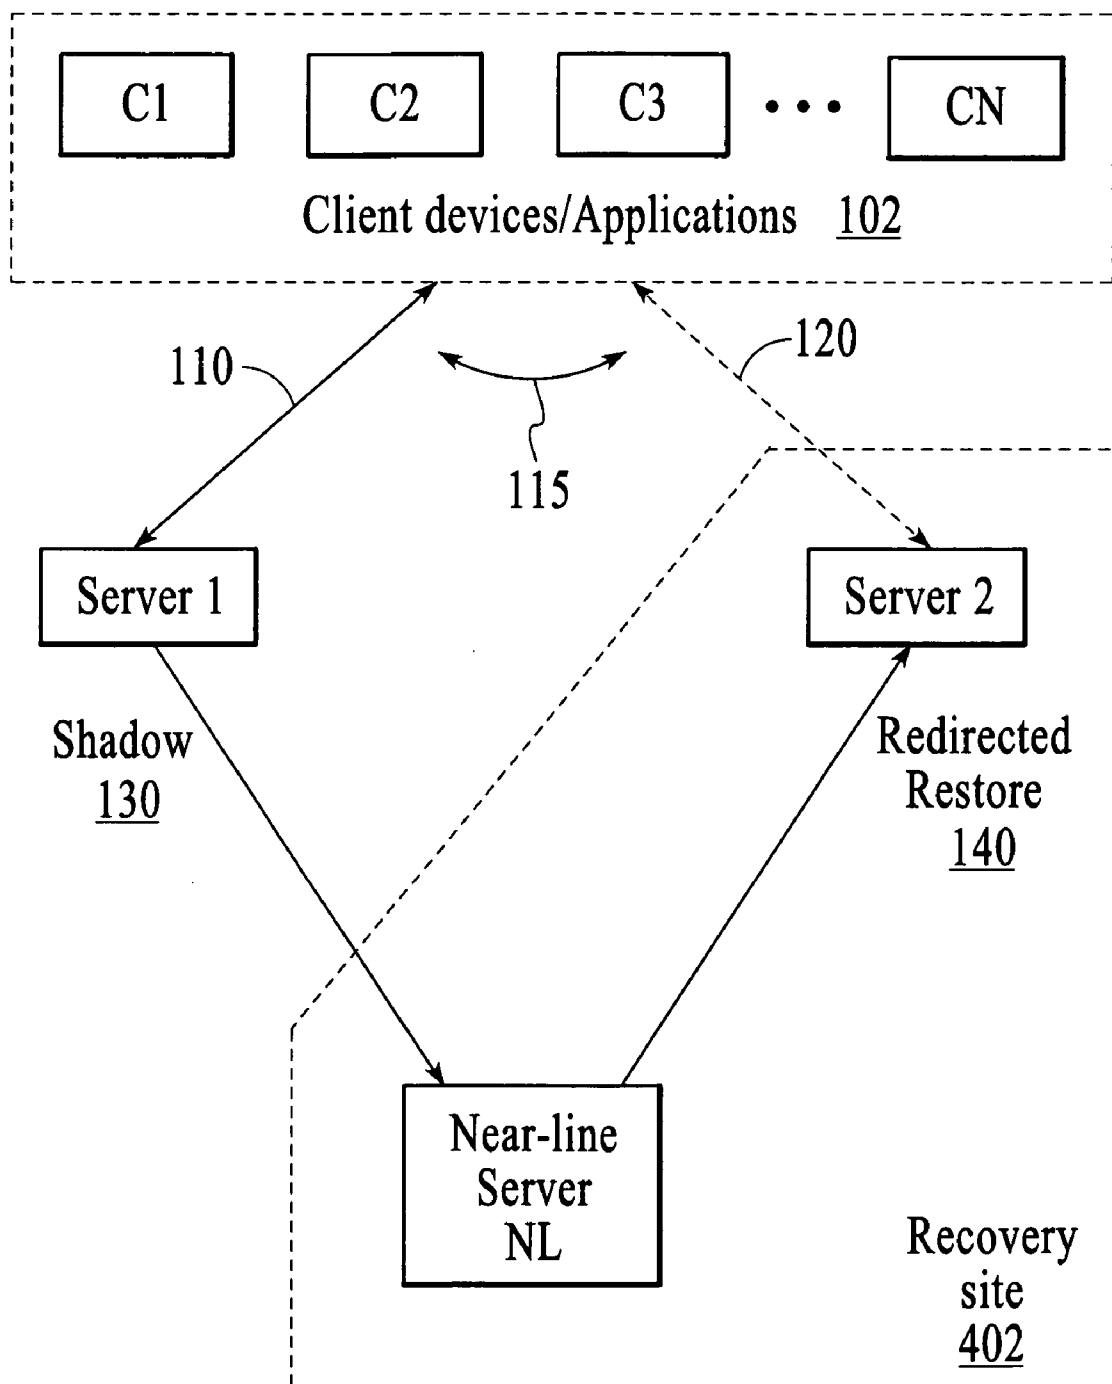 C1 C2 C3 ••• CN
Client devices/Applications 102
110
120
115
Server 1
Server 2
Shadow
130
Redirected
Restore
140
Near-line
Server
NL
Recovery
site
402